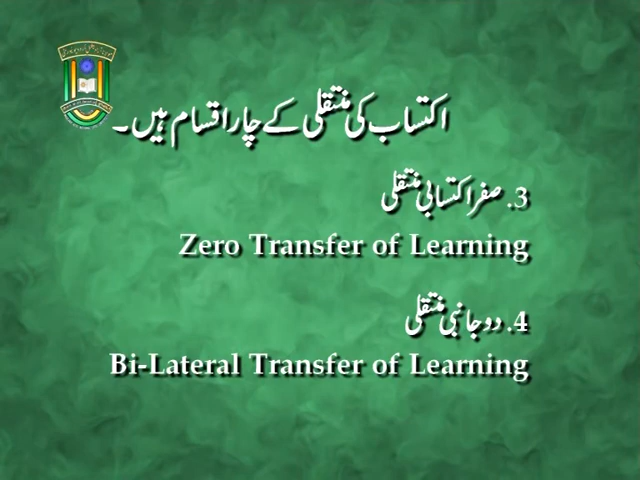 اکتساب کی منتقلی کے چار اقسام ہیں۔
3. صفر اکتسابی منتقلی
Zero Transfer of Learning
4. دو جانبی منتقلی
Bi-Lateral Transfer of Learning